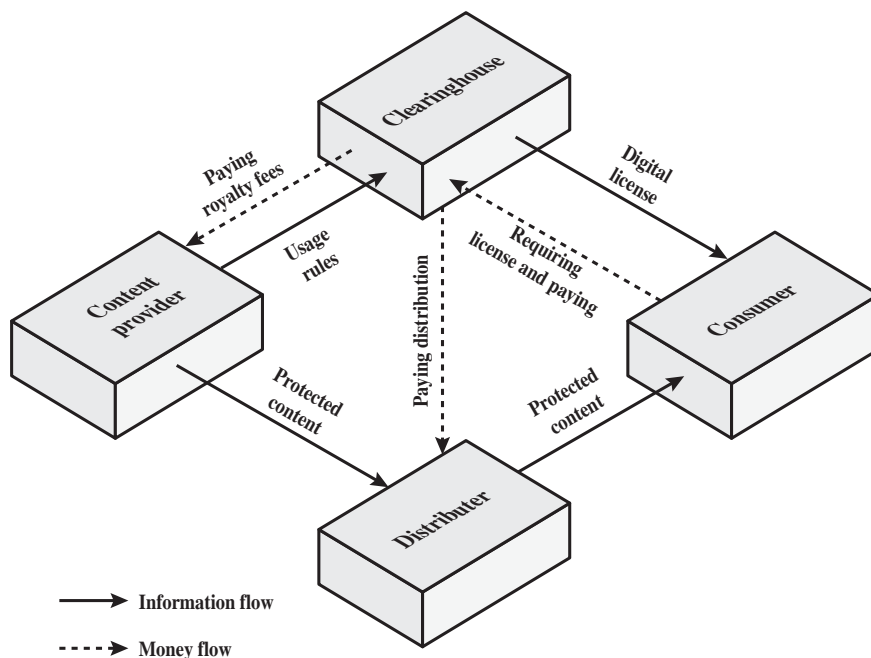 Clearinghouse
Paying
royalty fees
Digital
license
Usage
rules
Requiring
license and paying
Content
provider
Consumer
Paying distribution
Protected
content
Protected
content
Distributer
Information flow
Money flow